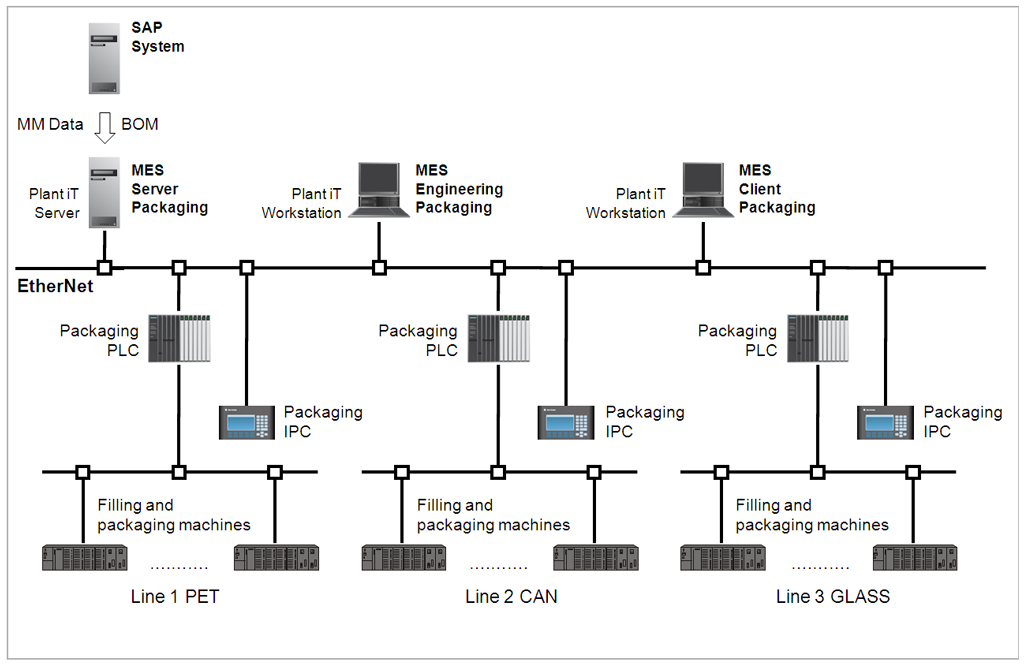 SAP
System
MM Data
BOM
Plant iT
Server
MES
Server
Packaging
Plant iT
Workstation
MES
Engineering
Packaging
Plant iT
Workstation
MES
Client
Packaging
EtherNet
Packaging
PLC
Packaging
PLC
Packaging
PLC
Packaging
IPC
Packaging
IPC
Packaging
IPC
Filling and
packaging machines
Filling and
packaging machines
Filling and
packaging machines
...........
...........
...........
Line 1 PET
Line 2 CAN
Line 3 GLASS